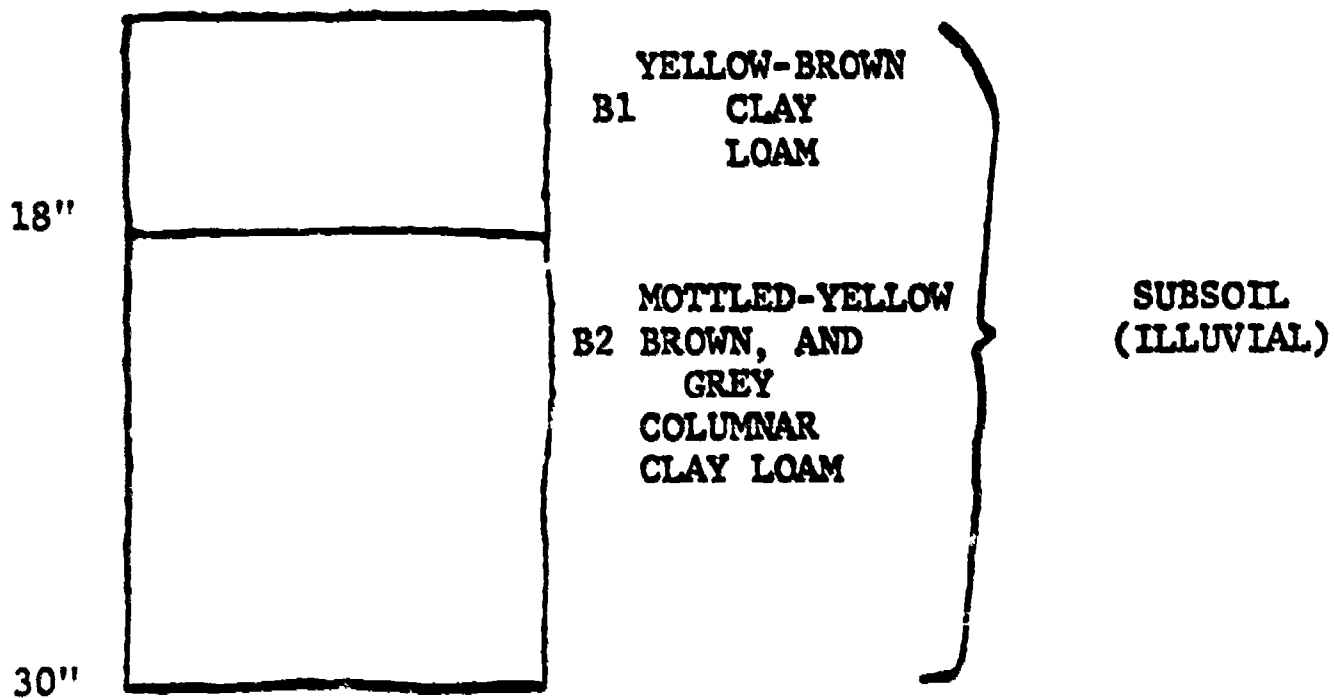 YELLOW-BROWN
B1 CLAY
LOAM
18"
MOTTLED-YELLOW
B2 BROWN, AND
GREY
COLUMNAR
CLAY LOAM
SUBSOIL
(ILLUVIAL)
30"